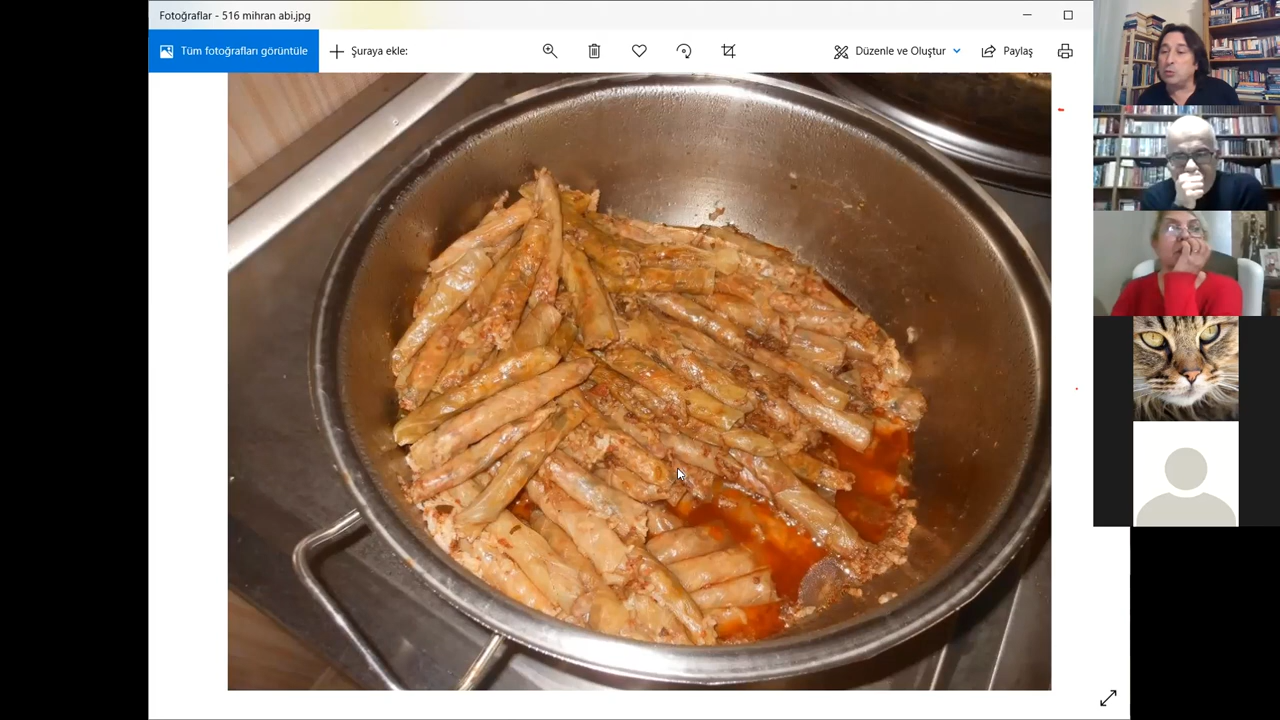 Fotoğraflar - 516 mihran abi.jpg
Tüm fotoğrafları görüntüle
Şuraya ekle:
Düzenle ve Oluştur
Paylaş